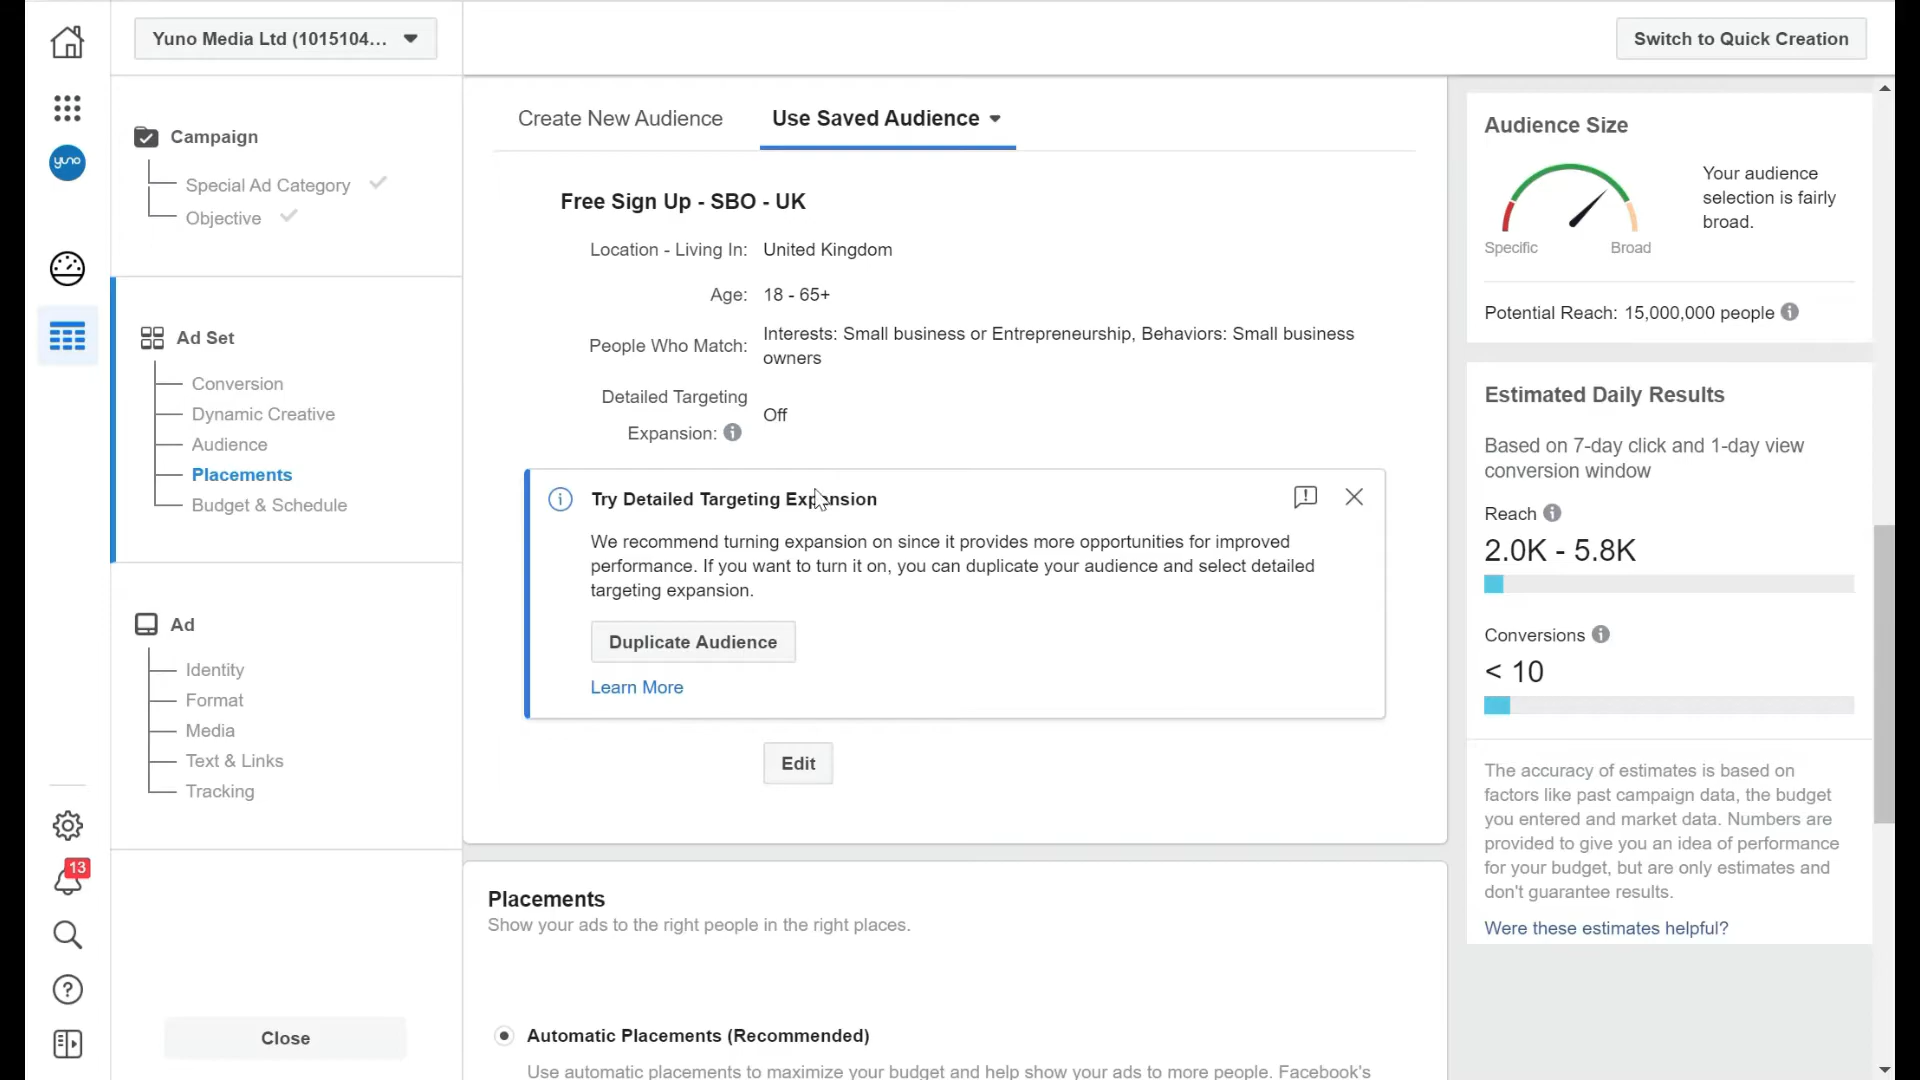 Yuno Media Ltd (1015104...
Switch to Quick Creation
yuno
Campaign
Special Ad Category
Objective
Ad Set
Conversion
Dynamic Creative
Audience
Placements
Budget & Schedule
Ad
Identity
Format
Media
Text & Links
Tracking
13
Close
Create New Audience
Use Saved Audience
Free Sign Up - SBO - UK
Location - Living In: United Kingdom
Age: 18 - 65+
People Who Match: Interests: Small business or Entrepreneurship, Behaviors: Small business
owners
Detailed Targeting
Expansion: Off
Try Detailed Targeting Expansion
We recommend turning expansion on since it provides more opportunities for improved
performance. If you want to turn it on, you can duplicate your audience and select detailed
targeting expansion.
Duplicate Audience
Learn More
Edit
Placements
Show your ads to the right people in the right places.
Automatic Placements (Recommended)
Use automatic placements to maximize your budget and help show your ads to more people. Facebook's
Audience Size
Your audience
selection is fairly
broad.
Specific
Broad
Potential Reach: 15,000,000 people
Estimated Daily Results
Based on 7-day click and 1-day view
conversion window
Reach
2.0K - 5.8K
Conversions
< 10
The accuracy of estimates is based on
factors like past campaign data, the budget
you entered and market data. Numbers are
provided to give you an idea of performance
for your budget, but are only estimates and
don't guarantee results.
Were these estimates helpful?